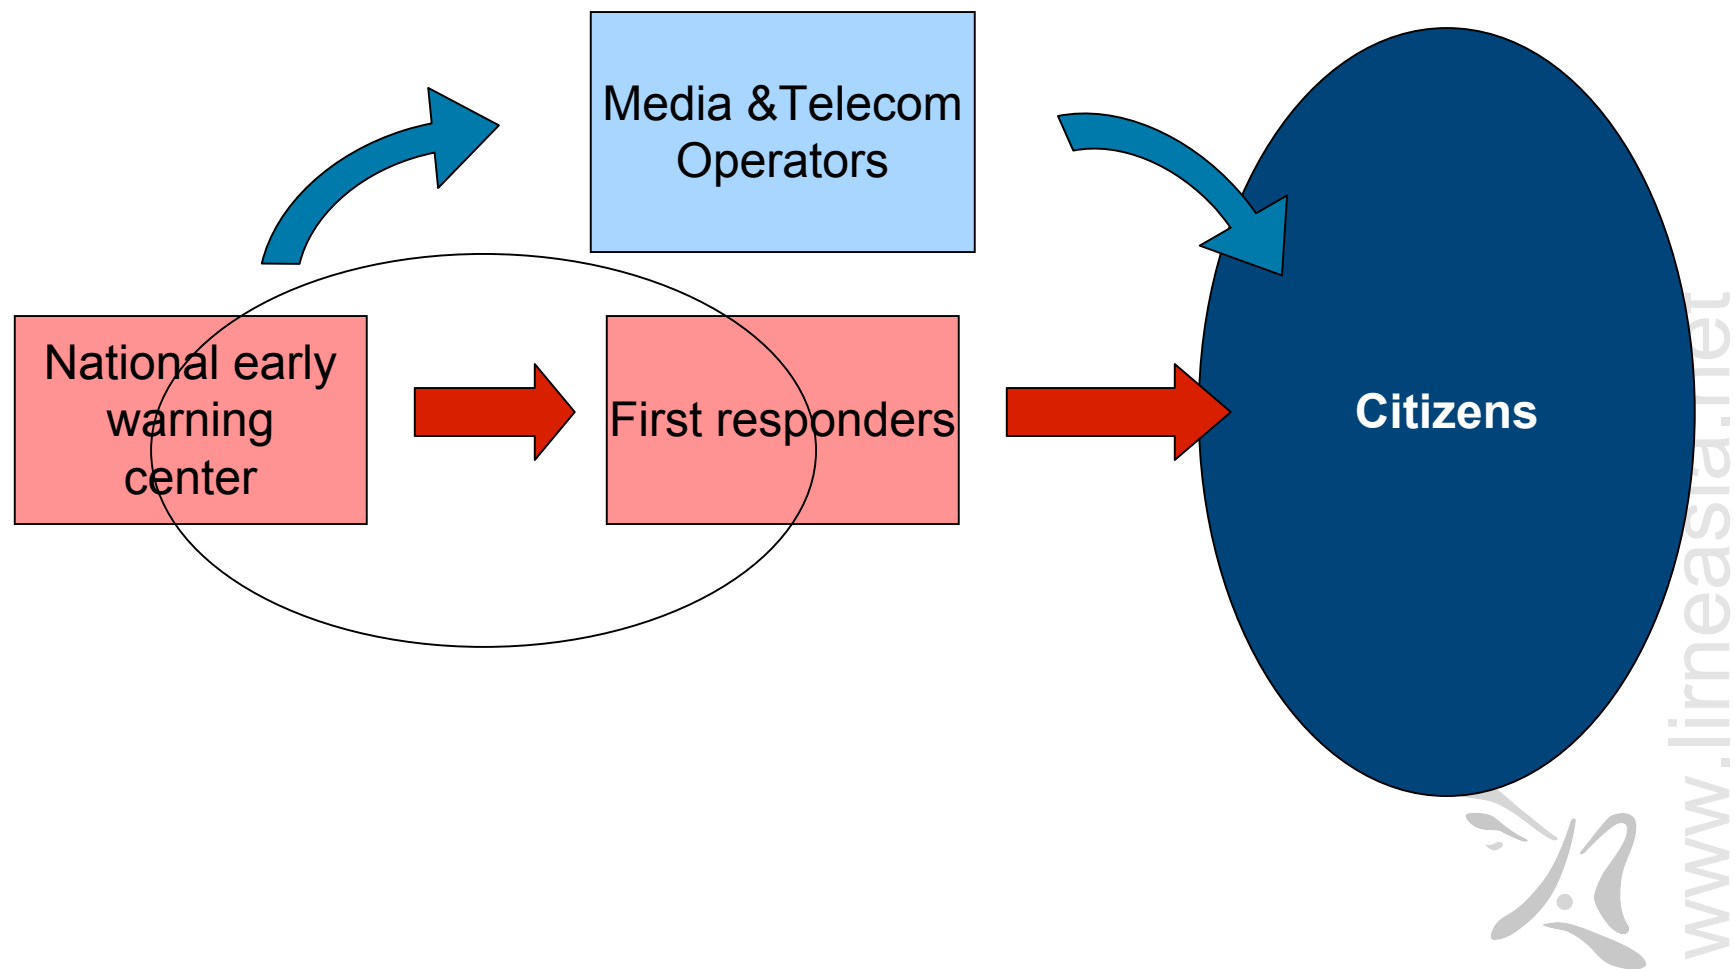 Media &Telecom
Operators
National early
warning
center
First responders
Citizens
www.lirneasia.net